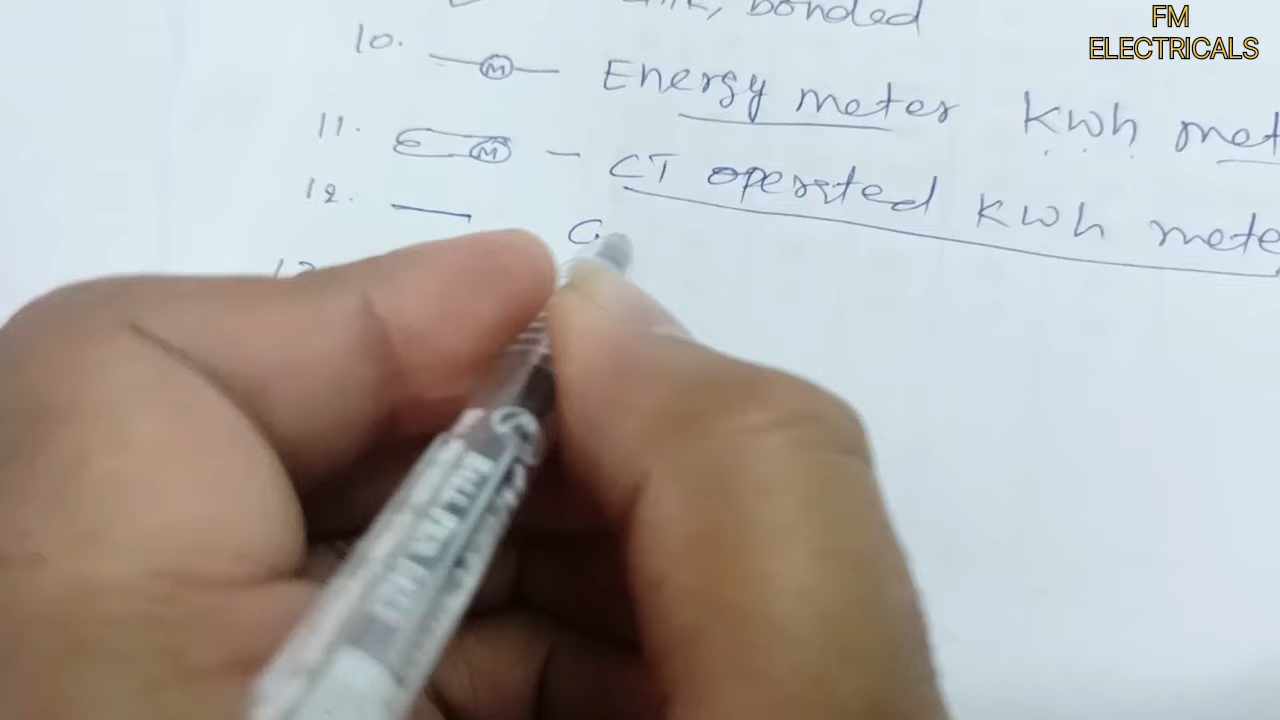 FM
ELECTRICALS
bonded
10. M Energy meter Kwh met
11. M - CT operated Kwh mete
12. C